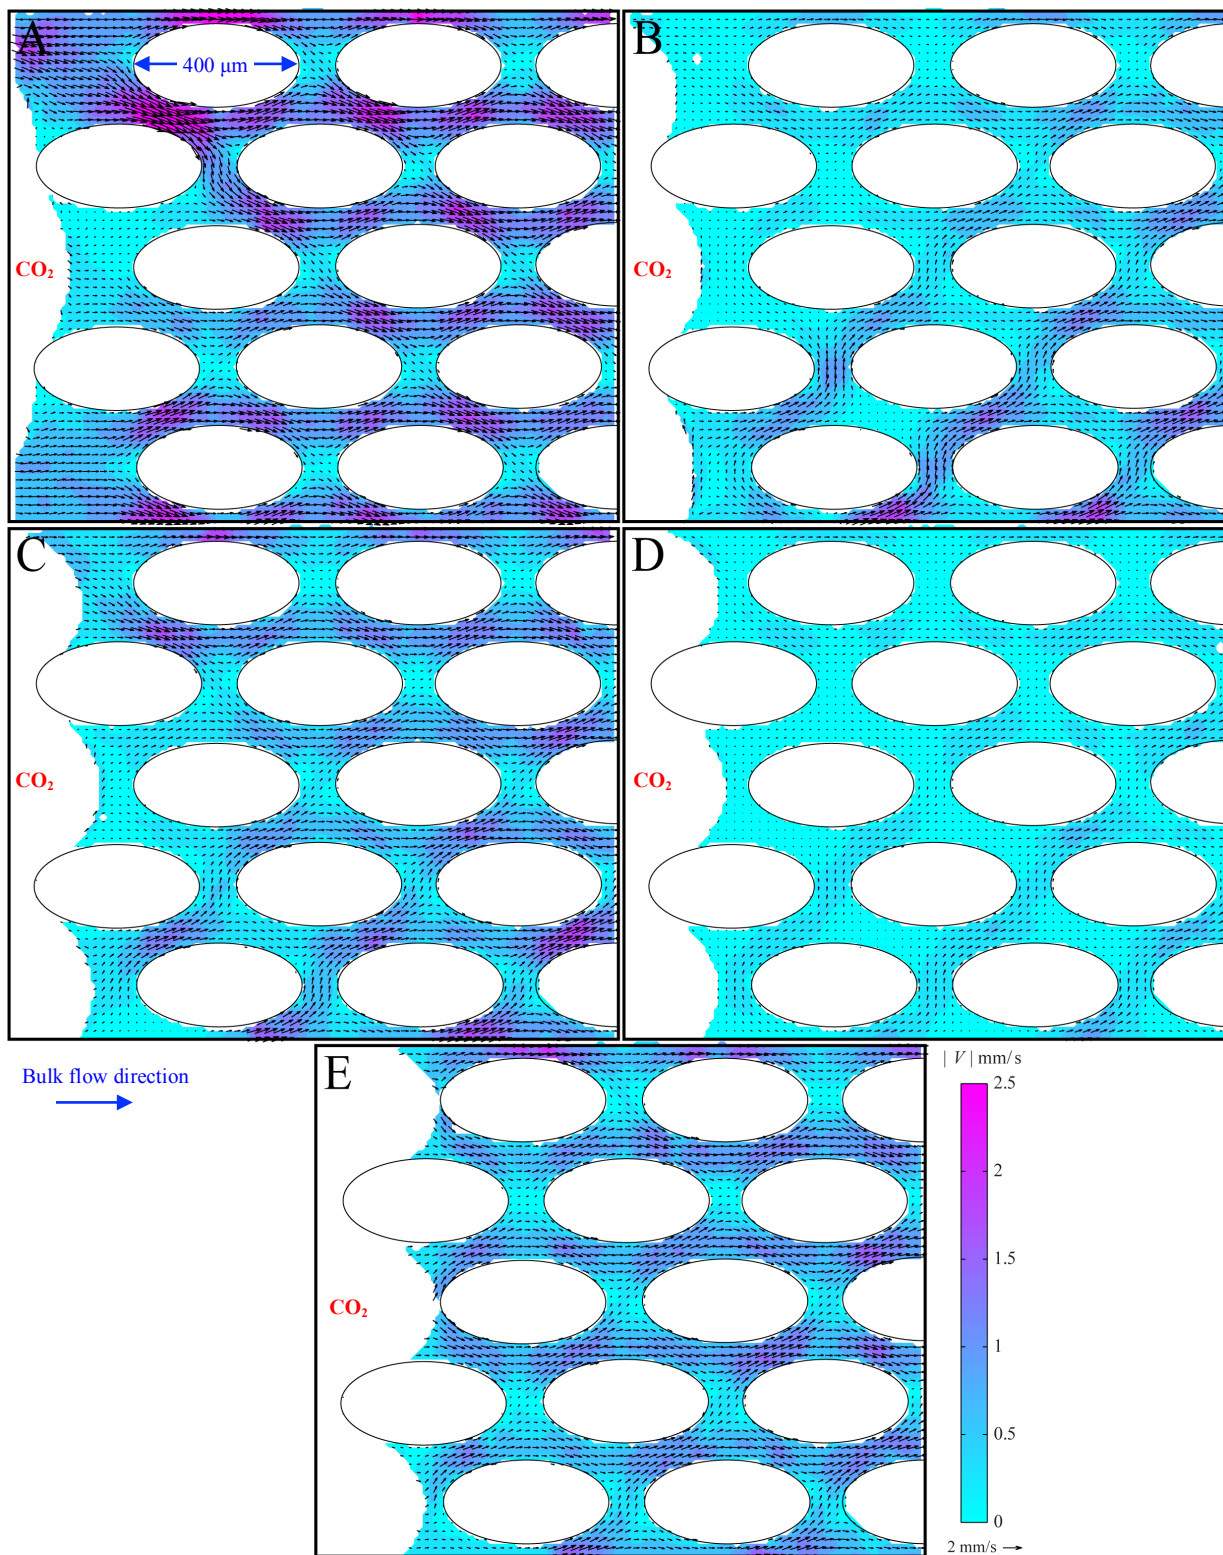 A
400 μm
CO₂
B
CO₂
C
CO₂
D
CO₂
Bulk flow direction
E
CO₂
| V | mm/s
2.5
2
1.5
1
0.5
0
2 mm/s